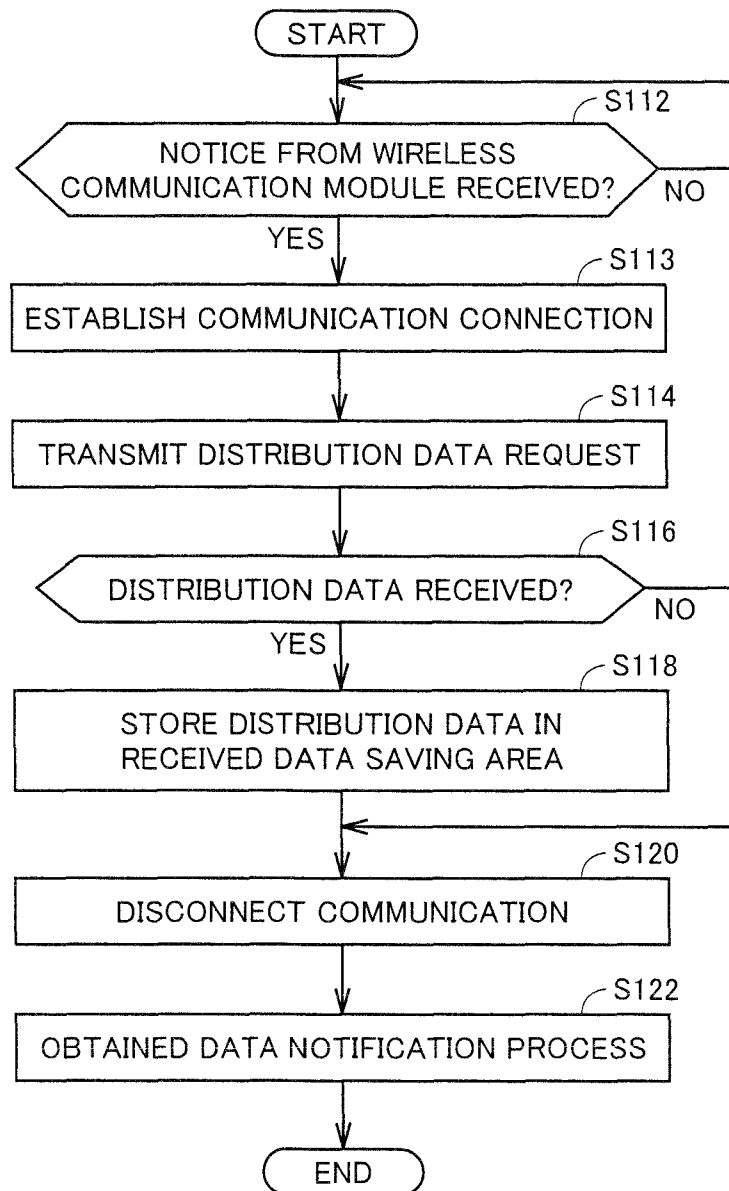 START
S112
NOTICE FROM WIRELESS
COMMUNICATION MODULE RECEIVED?
NO
YES
S113
ESTABLISH COMMUNICATION CONNECTION
S114
TRANSMIT DISTRIBUTION DATA REQUEST
S116
DISTRIBUTION DATA RECEIVED?
NO
YES
S118
STORE DISTRIBUTION DATA IN
RECEIVED DATA SAVING AREA
S120
DISCONNECT COMMUNICATION
S122
OBTAINED DATA NOTIFICATION PROCESS
END